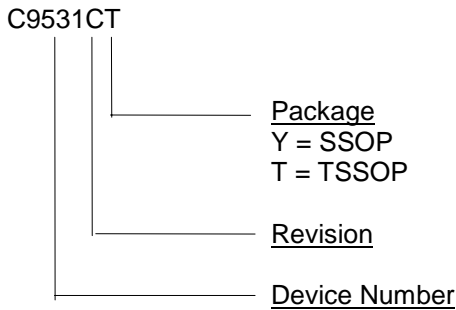 C9531CT
Package
Y = SSOP
T = TSSOP
Revision
Device Number